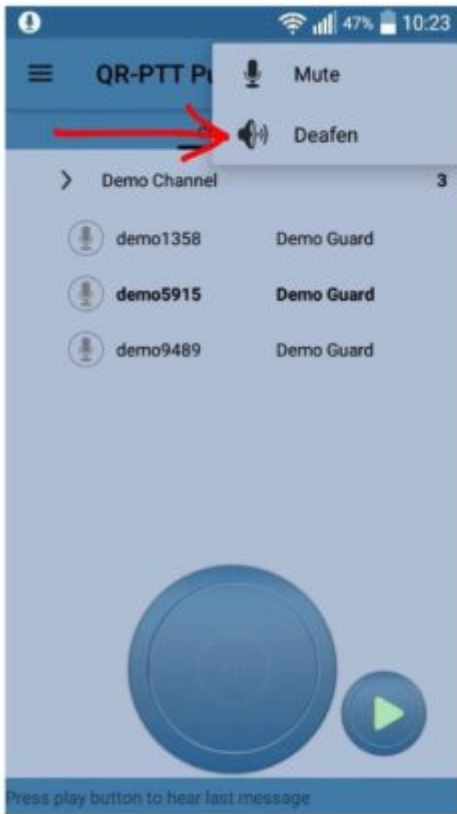 47% 10:23
QR-PTT Mute
Deafen
Demo Channel 3
demo1358 Demo Guard
demo5915 Demo Guard
demo9489 Demo Guard
Press play button to hear last message